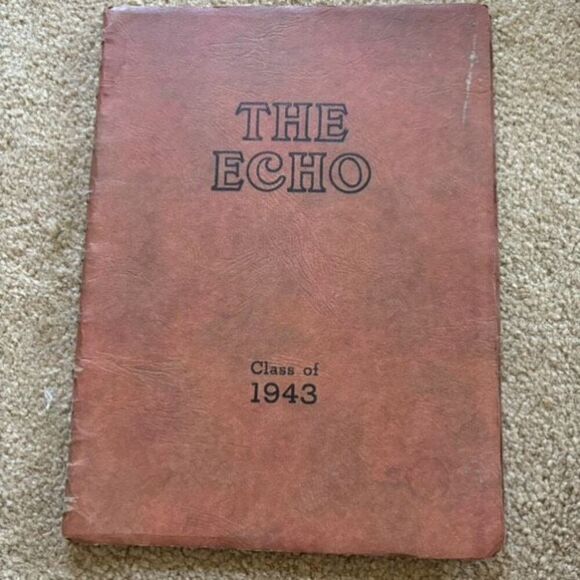 THE
ECHO
Class of
1943